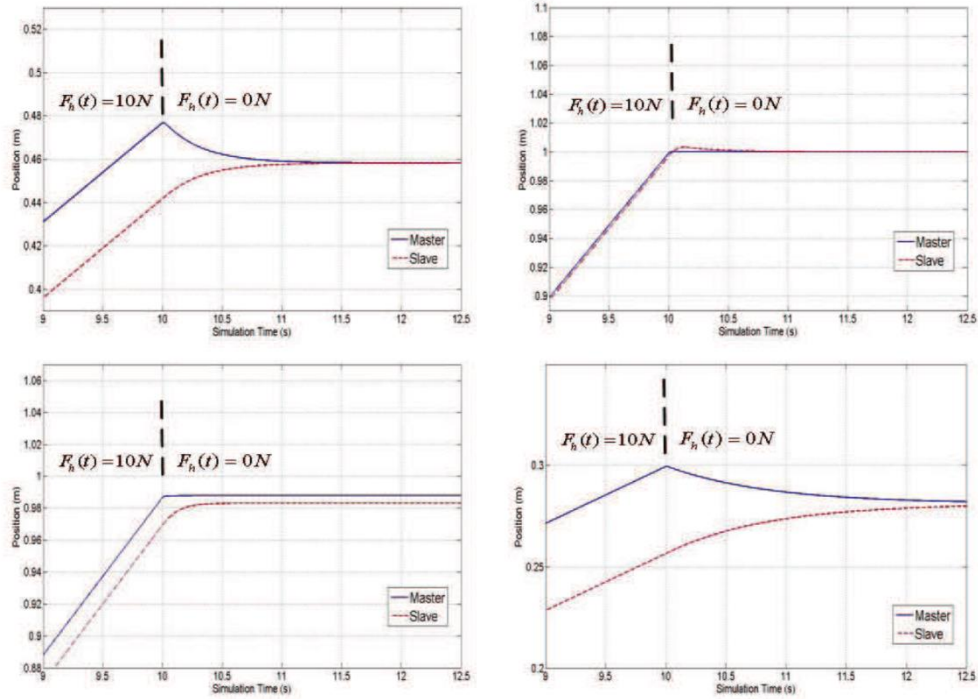 0.52
0.5
0.48
0.46
0.44
0.42
0.4
Position (m)
F_h(t)=10N F_h(t)=0N
Master
Slave
9 9.5 10 10.5 11 11.5 12 12.5
Simulation Time (s)
1.1
1.08
1.06
1.04
1.02
1
0.98
0.96
0.94
0.92
0.9
Position (m)
F_h(t)=10N F_h(t)=0N
Master
Slave
9 9.5 10 10.5 11 11.5 12 12.5
Simulation Time (s)
1.06
1.04
1.02
1
0.98
0.96
0.94
0.92
0.9
0.88
Position (m)
F_h(t)=10N F_h(t)=0N
Master
Slave
9 9.5 10 10.5 11 11.5 12 12.5
Simulation Time (s)
0.3
0.25
0.2
Position (m)
F_h(t)=10N F_h(t)=0N
Master
Slave
9 9.5 10 10.5 11 11.5 12 12.5
Simulation Time (s)